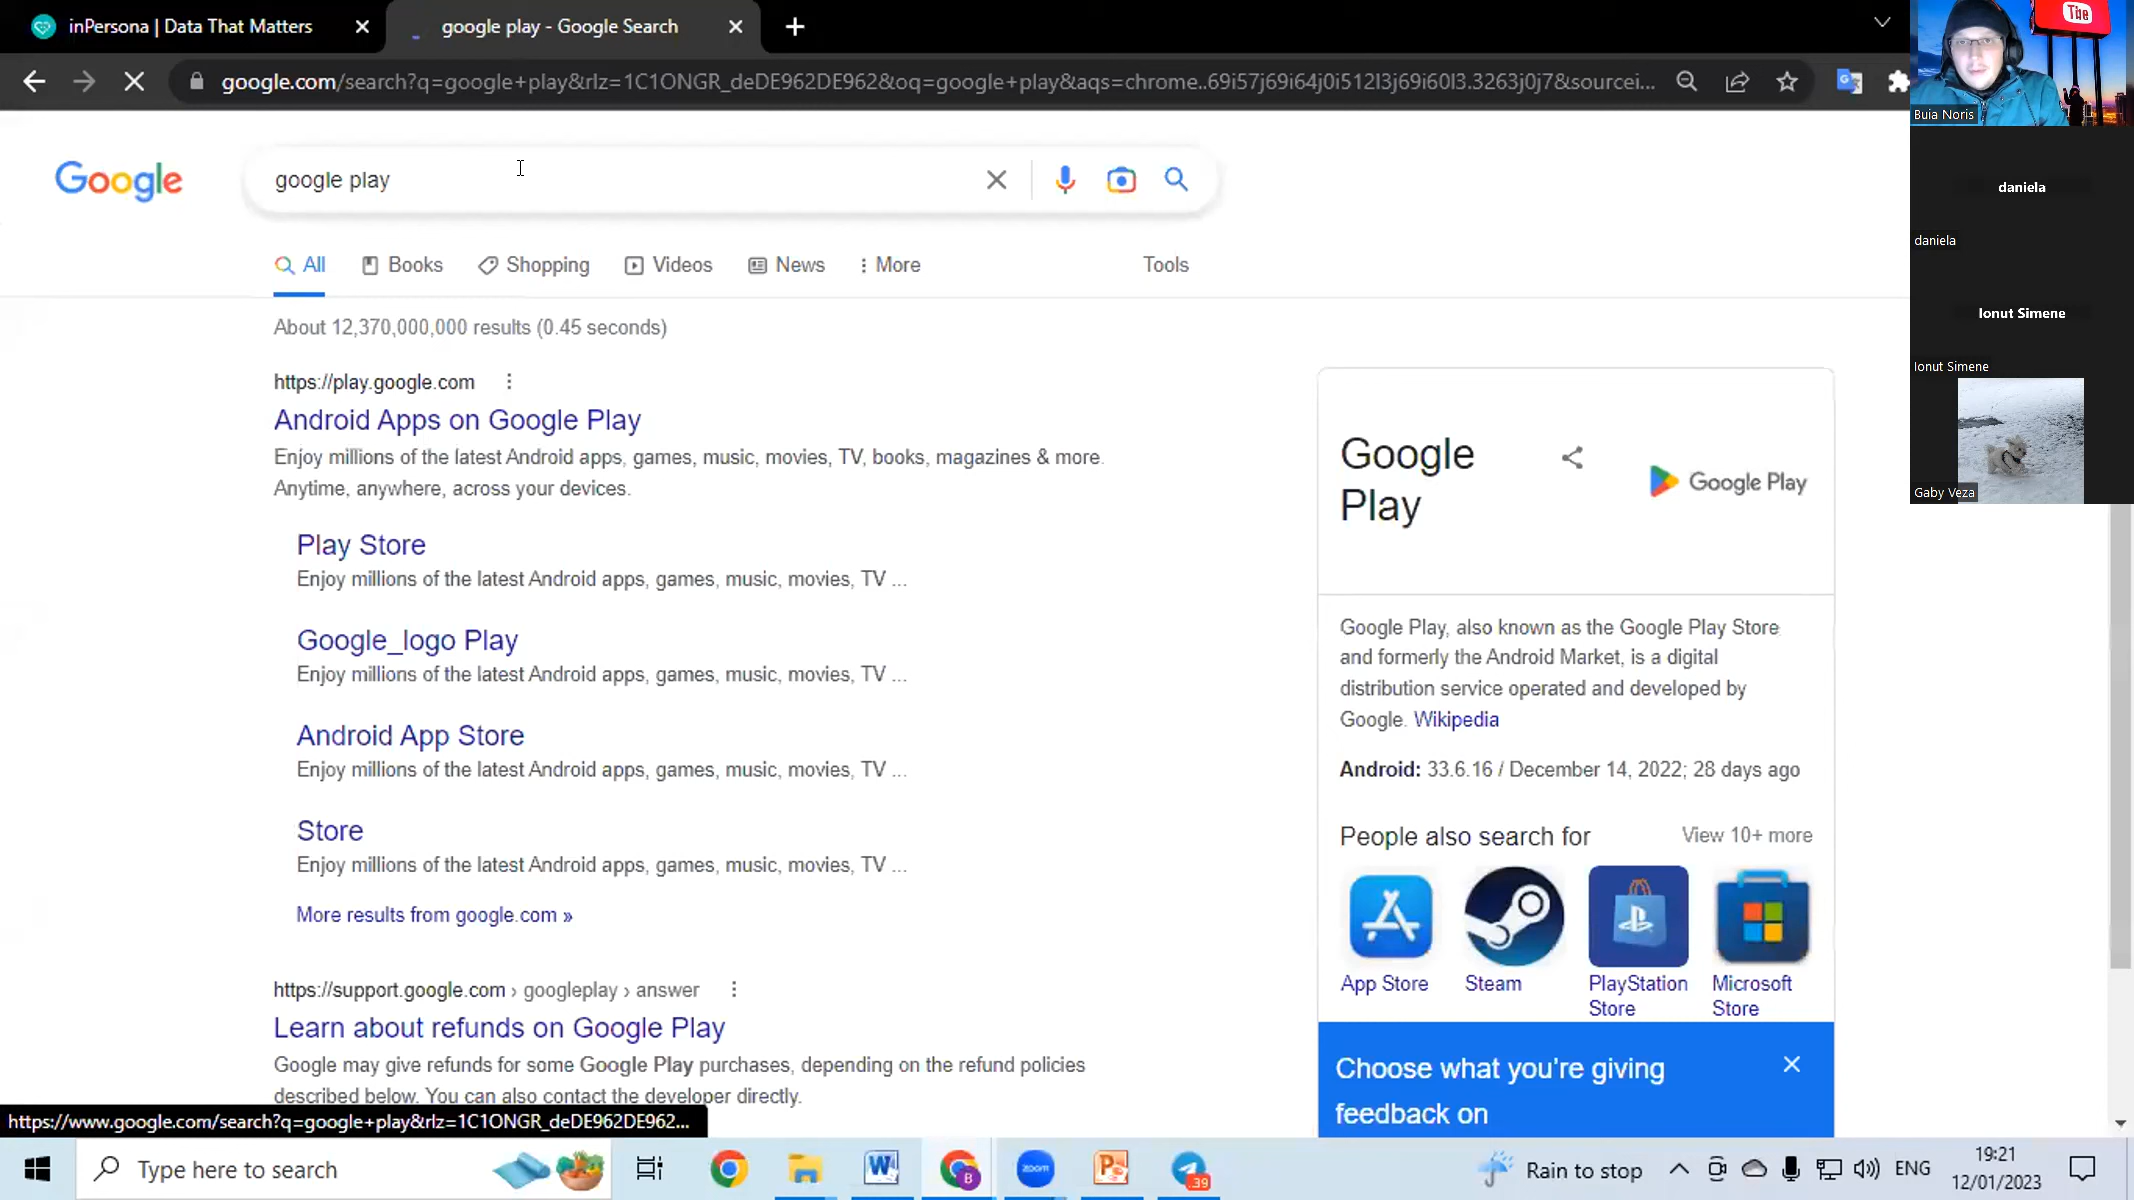 inPersona | Data That Matters
google play - Google Search
google.com/search?q=google+play&rlz=1C1ONGR_deDE962DE962&oq=google+play&aqs=chrome..69i57j69i64j0i512l3j69i60l3.3263j0j7&sourcei...
Google
google play
All
Books
Shopping
Videos
News
More
Tools
About 12,370,000,000 results (0.45 seconds)
https://play.google.com
Android Apps on Google Play
Enjoy millions of the latest Android apps, games, music, movies, TV, books, magazines & more.
Anytime, anywhere, across your devices.
Play Store
Enjoy millions of the latest Android apps, games, music, movies, TV ...
Google_logo Play
Enjoy millions of the latest Android apps, games, music, movies, TV ...
Android App Store
Enjoy millions of the latest Android apps, games, music, movies, TV ...
Store
Enjoy millions of the latest Android apps, games, music, movies, TV ...
More results from google.com »
https://support.google.com › googleplay › answer
Learn about refunds on Google Play
Google may give refunds for some Google Play purchases, depending on the refund policies
described below. You can also contact the developer directly.
https://www.google.com/search?q=google+play&rlz=1C1ONGR_deDE962DE962...
Google
Play
Google Play
Google Play, also known as the Google Play Store
and formerly the Android Market, is a digital
distribution service operated and developed by
Google. Wikipedia
Android: 33.6.16 / December 14, 2022; 28 days ago
People also search for
View 10+ more
App Store
Steam
PlayStation
Store
Microsoft
Store
Choose what you're giving
feedback on
Tube
Buia Noris
daniela
daniela
Ionut Simene
Ionut Simene
Gaby Veza
Type here to search
W
B
zoom
P
39
Rain to stop
ENG
19:21
12/01/2023